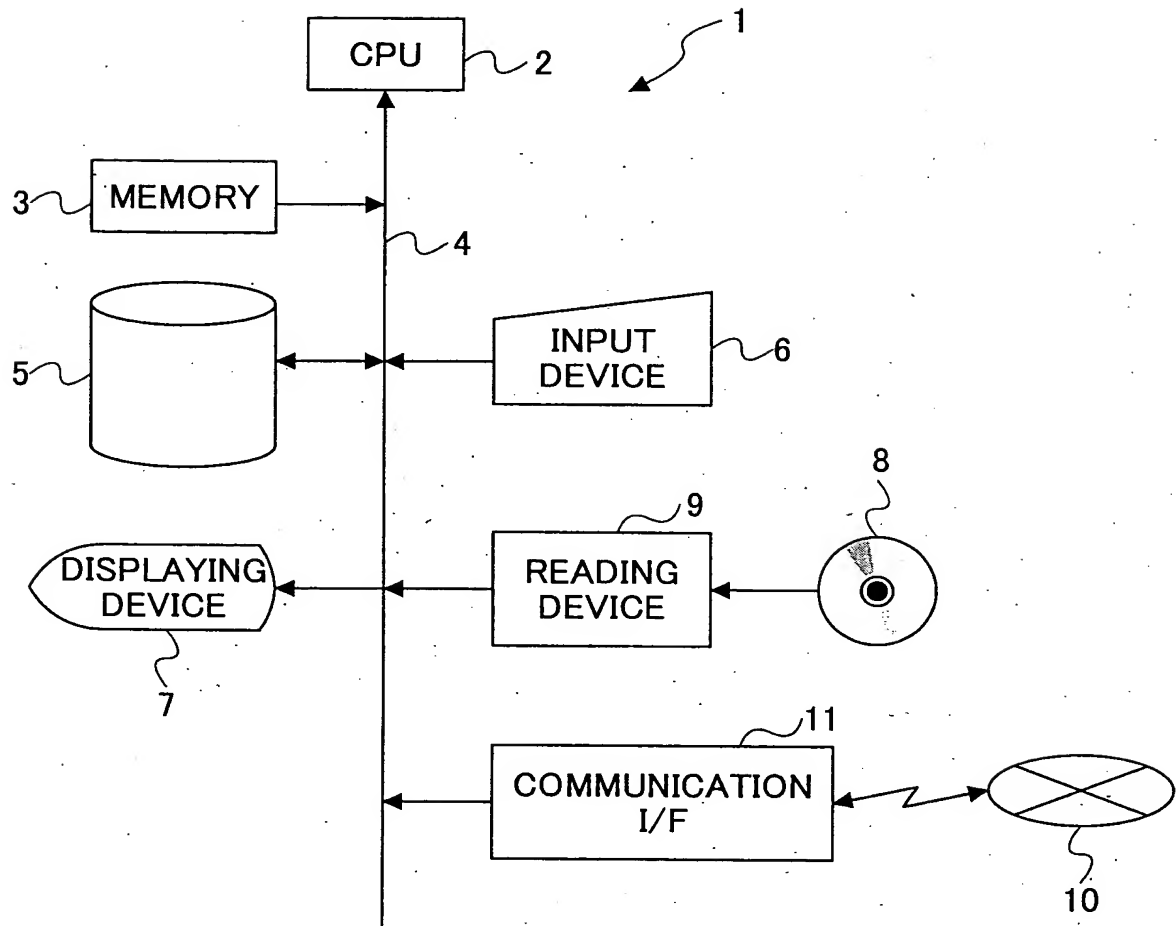 1
CPU
2
MEMORY
3
4
5
INPUT
DEVICE
6
8
9
DISPLAYING
DEVICE
READING
DEVICE
7
11
COMMUNICATION
I/F
10